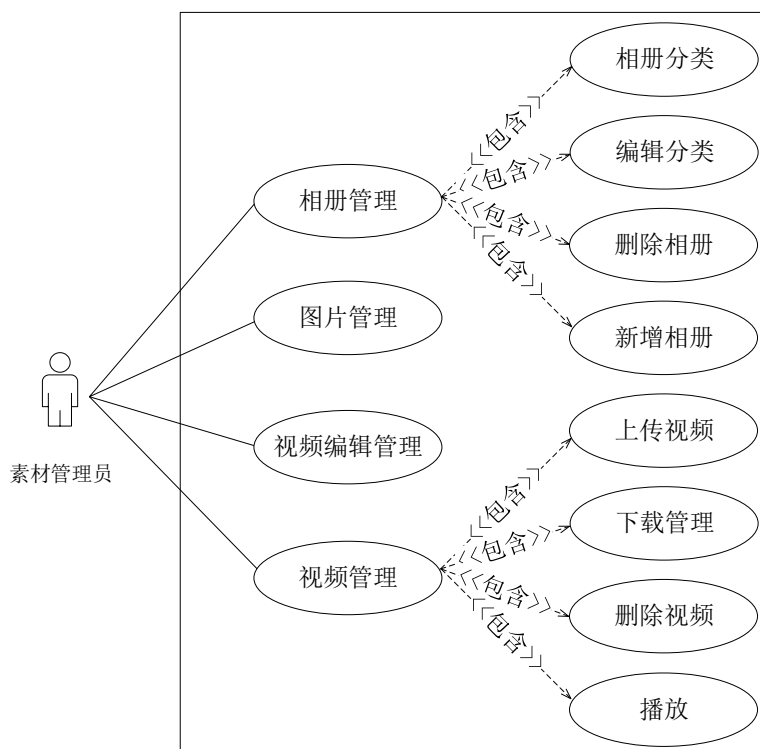 相册分类
<<包含>>
编辑分类
<<包含>>
相册管理
<<包含>>
删除相册
<<包含>>
新增相册
图片管理
素材管理员
视频编辑管理
上传视频
<<包含>>
下载管理
<<包含>>
视频管理
<<包含>>
删除视频
<<包含>>
播放